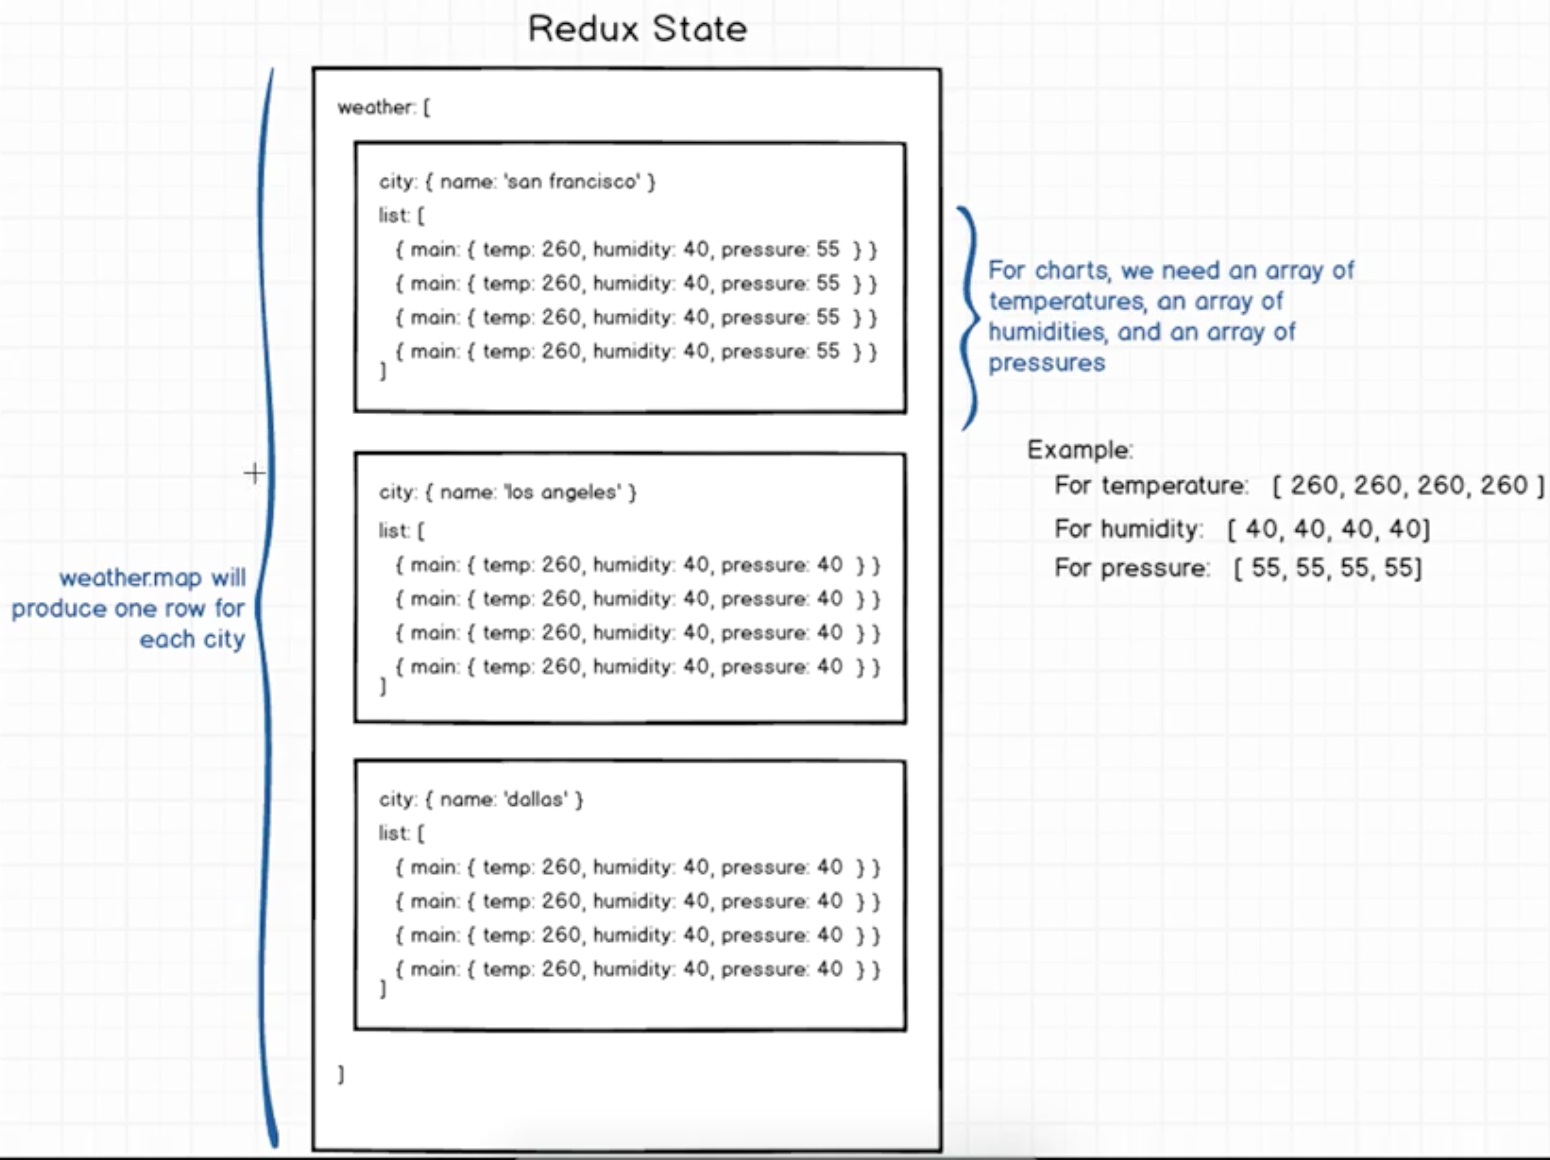 Redux State
weather: [
city: { name: 'san francisco' }
list: [
{ main: { temp: 260, humidity: 40, pressure: 55 } }
{ main: { temp: 260, humidity: 40, pressure: 55 } }
{ main: { temp: 260, humidity: 40, pressure: 55 } }
{ main: { temp: 260, humidity: 40, pressure: 55 } }
]
For charts, we need an array of
temperatures, an array of
humidities, and an array of
pressures
Example:
For temperature: [ 260, 260, 260, 260 ]
For humidity: [ 40, 40, 40, 40]
For pressure: [ 55, 55, 55, 55]
city: { name: 'los angeles' }
list: [
{ main: { temp: 260, humidity: 40, pressure: 40 } }
{ main: { temp: 260, humidity: 40, pressure: 40 } }
{ main: { temp: 260, humidity: 40, pressure: 40 } }
{ main: { temp: 260, humidity: 40, pressure: 40 } }
]
weather.map will
produce one row for
each city
city: { name: 'dallas' }
list: [
{ main: { temp: 260, humidity: 40, pressure: 40 } }
{ main: { temp: 260, humidity: 40, pressure: 40 } }
{ main: { temp: 260, humidity: 40, pressure: 40 } }
{ main: { temp: 260, humidity: 40, pressure: 40 } }
]
]